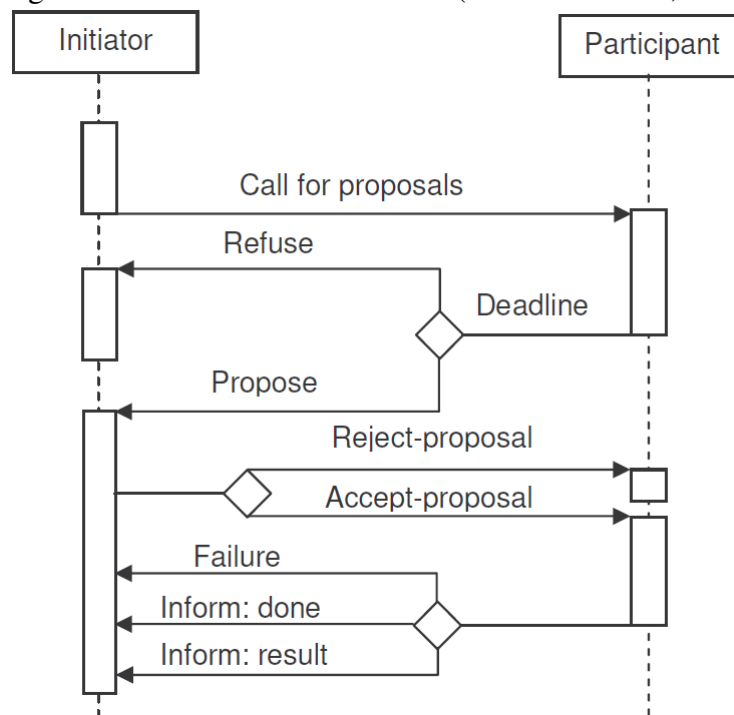 Initiator
Participant
Call for proposals
Refuse
Deadline
Propose
Reject-proposal
Accept-proposal
Failure
Inform: done
Inform: result